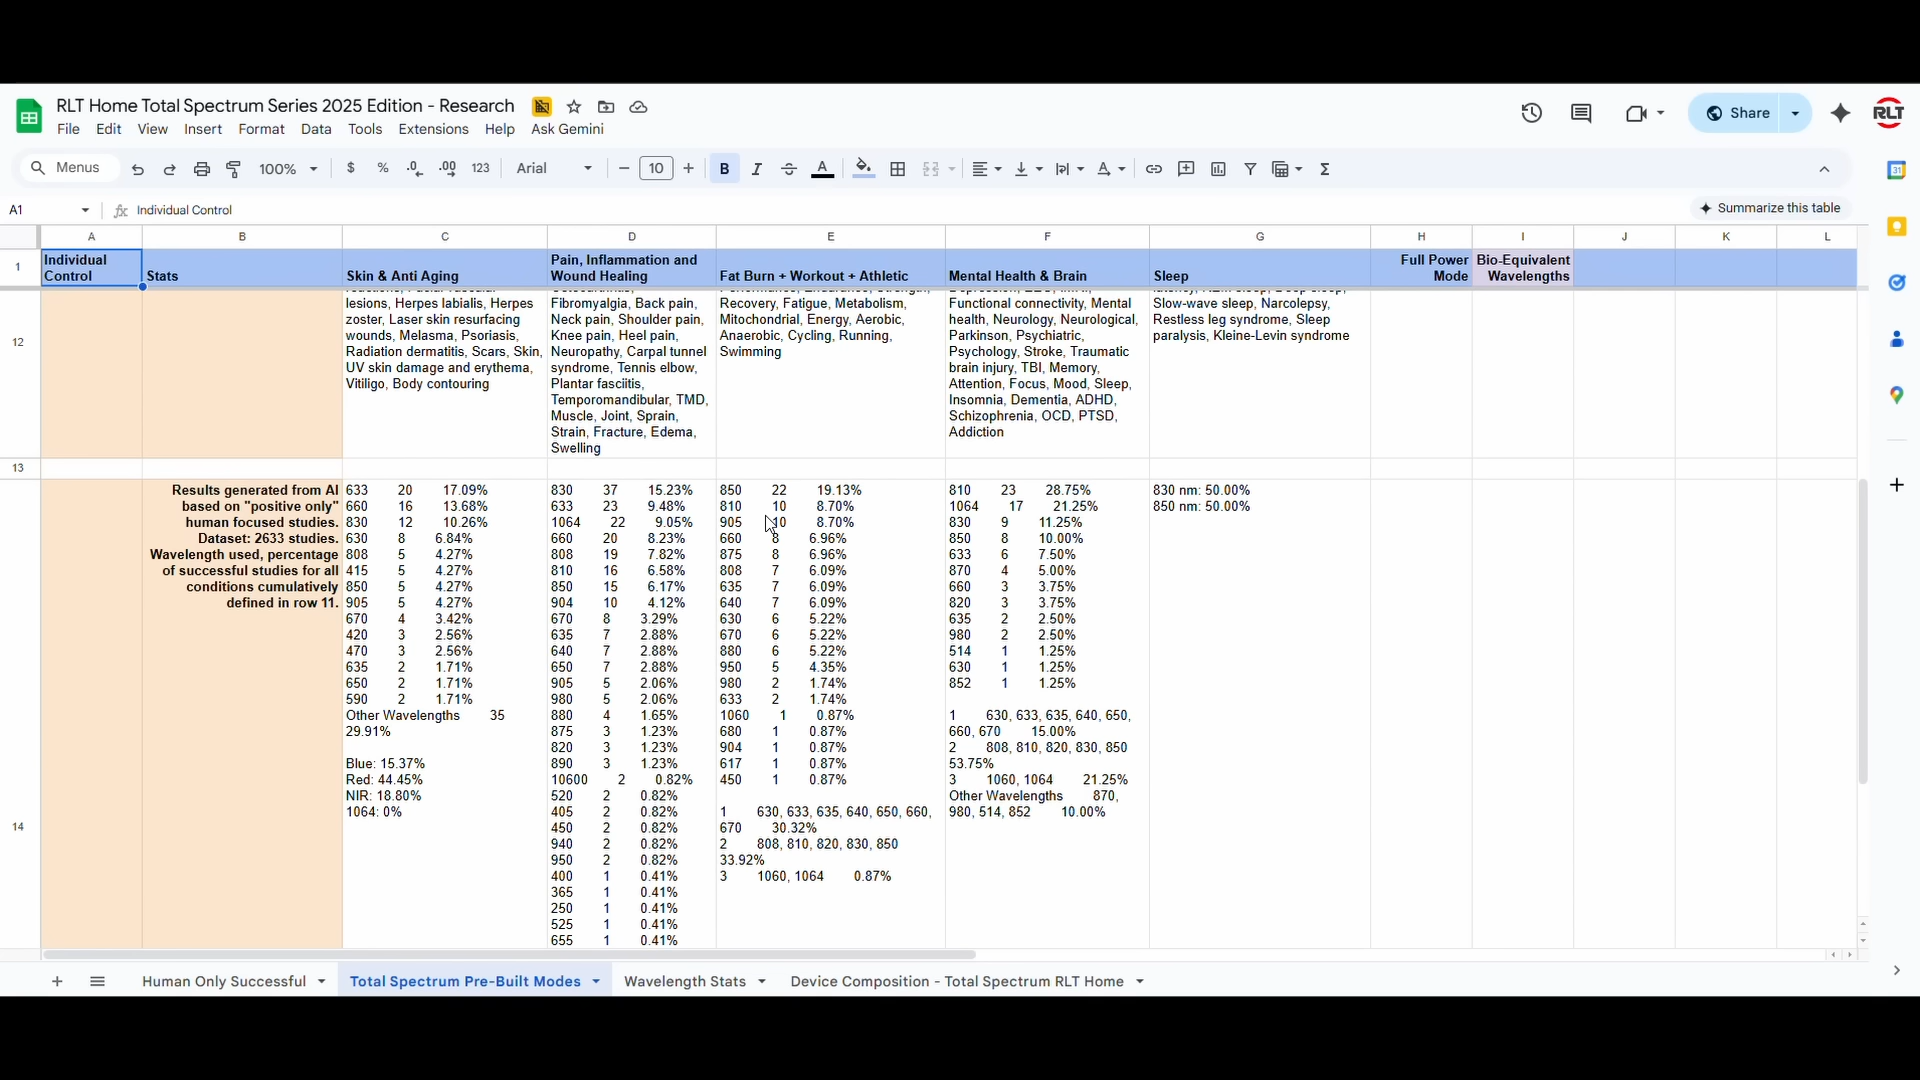 RLT Home Total Spectrum Series 2025 Edition - Research
File Edit View Insert Format Data Tools Extensions Help Ask Gemini
Share
RLT
Menus
100%
$ % .0 .00 123
Arial
10
B I A
A1
Individual Control
Summarize this table
A B C D E F G H I J K L
1
Individual Control
Stats
Skin & Anti Aging
Pain, Inflammation and Wound Healing
Fat Burn + Workout + Athletic
Mental Health & Brain
Sleep
Full Power Mode
Bio-Equivalent Wavelengths
12
lesions, Herpes labialis, Herpes
zoster, Laser skin resurfacing
wounds, Melasma, Psoriasis,
Radiation dermatitis, Scars, Skin,
UV skin damage and erythema,
Vitiligo, Body contouring
Fibromyalgia, Back pain,
Neck pain, Shoulder pain,
Knee pain, Heel pain,
Neuropathy, Carpal tunnel
syndrome, Tennis elbow,
Plantar fasciitis,
Temporomandibular, TMD,
Muscle, Joint, Sprain,
Strain, Fracture, Edema,
Swelling
Recovery, Fatigue, Metabolism,
Mitochondrial, Energy, Aerobic,
Anaerobic, Cycling, Running,
Swimming
Functional connectivity, Mental
health, Neurology, Neurological,
Parkinson, Psychiatric,
Psychology, Stroke, Traumatic
brain injury, TBI, Memory,
Attention, Focus, Mood, Sleep,
Insomnia, Dementia, ADHD,
Schizophrenia, OCD, PTSD,
Addiction
Slow-wave sleep, Narcolepsy,
Restless leg syndrome, Sleep
paralysis, Kleine-Levin syndrome
13
14
Results generated from AI
based on "positive only"
human focused studies.
Dataset: 2633 studies.
Wavelength used, percentage
of successful studies for all
conditions cumulatively
defined in row 11.
633 20 17.09%
660 16 13.68%
830 12 10.26%
630 8 6.84%
808 5 4.27%
415 5 4.27%
850 5 4.27%
905 5 4.27%
670 4 3.42%
420 3 2.56%
470 3 2.56%
635 2 1.71%
650 2 1.71%
590 2 1.71%
Other Wavelengths 35
29.91%
Blue: 15.37%
Red: 44.45%
NIR: 18.80%
1064: 0%
830 37 15.23%
633 23 9.48%
1064 22 9.05%
660 20 8.23%
808 19 7.82%
810 16 6.58%
850 15 6.17%
904 10 4.12%
670 8 3.29%
635 7 2.88%
640 7 2.88%
650 7 2.88%
905 5 2.06%
980 5 2.06%
880 4 1.65%
875 3 1.23%
820 3 1.23%
890 3 1.23%
10600 2 0.82%
520 2 0.82%
405 2 0.82%
450 2 0.82%
940 2 0.82%
950 2 0.82%
400 1 0.41%
365 1 0.41%
250 1 0.41%
525 1 0.41%
655 1 0.41%
850 22 19.13%
810 10 8.70%
905 10 8.70%
660 8 6.96%
875 8 6.96%
808 7 6.09%
635 7 6.09%
640 7 6.09%
630 6 5.22%
670 6 5.22%
880 6 5.22%
950 5 4.35%
980 2 1.74%
633 2 1.74%
1060 1 0.87%
680 1 0.87%
904 1 0.87%
617 1 0.87%
450 1 0.87%
1 630, 633, 635, 640, 650, 660,
670 30.32%
2 808, 810, 820, 830, 850
33.92%
3 1060, 1064 0.87%
810 23 28.75%
1064 17 21.25%
830 9 11.25%
850 8 10.00%
633 6 7.50%
870 4 5.00%
660 3 3.75%
820 3 3.75%
635 2 2.50%
980 2 2.50%
514 1 1.25%
630 1 1.25%
852 1 1.25%
1 630, 633, 635, 640, 650,
660, 670 15.00%
2 808, 810, 820, 830, 850
53.75%
3 1060, 1064 21.25%
Other Wavelengths 870,
980, 514, 852 10.00%
830 nm: 50.00%
850 nm: 50.00%
Human Only Successful
Total Spectrum Pre-Built Modes
Wavelength Stats
Device Composition - Total Spectrum RLT Home